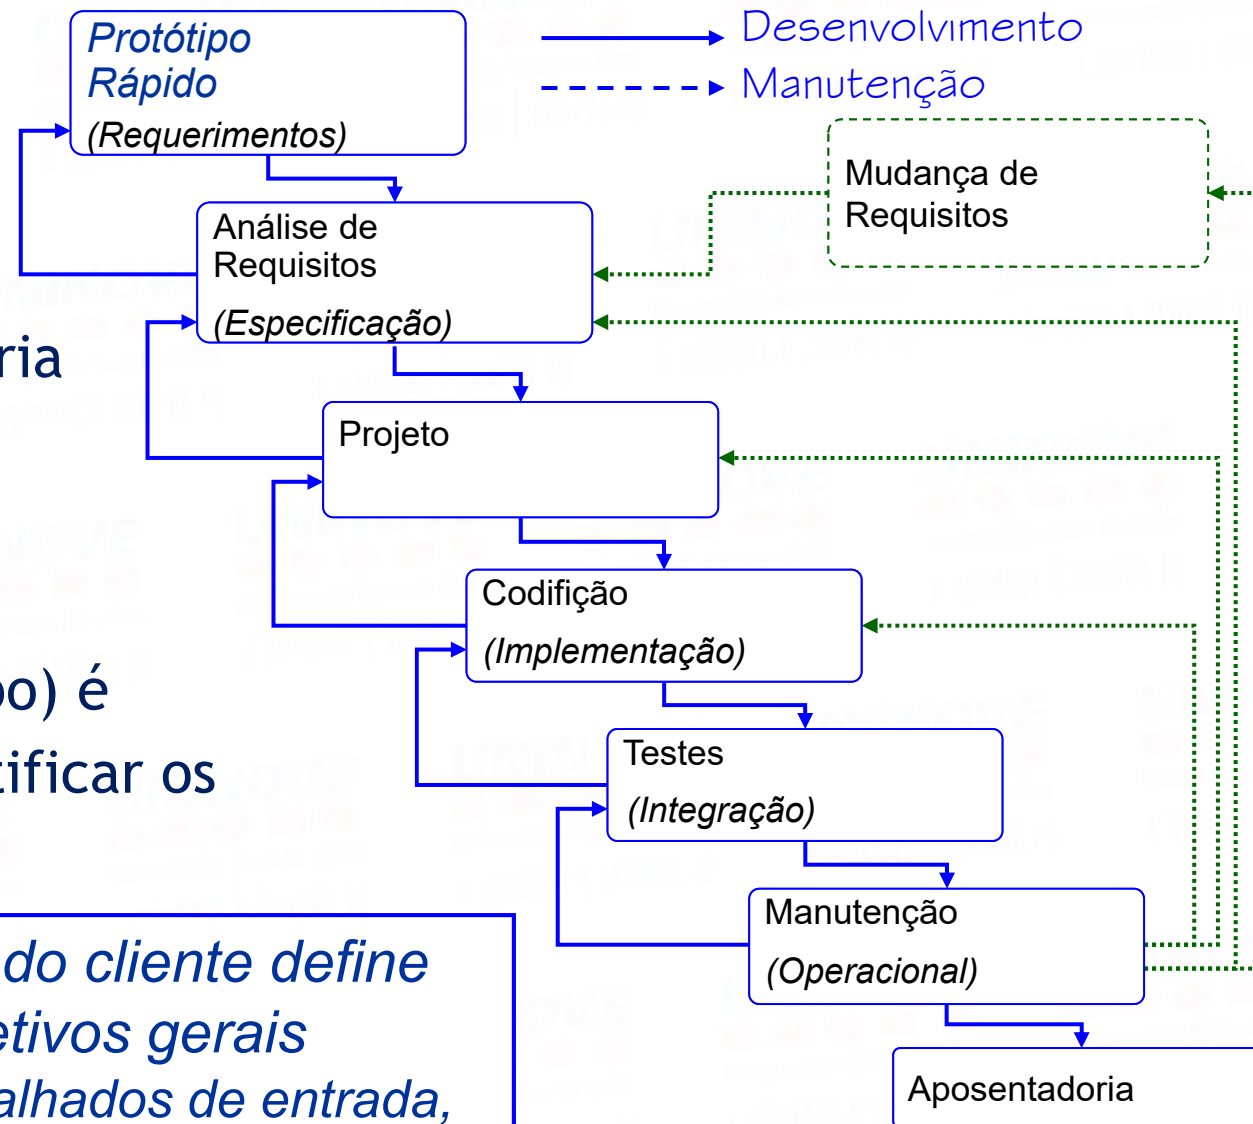 Protótipo
Rápido
(Requerimentos)
Desenvolvimento
Manutenção
Mudança de
Requisitos
Análise de
Requisitos
(Especificação)
ria
Projeto
Codifição
(Implementação)
po) é
tificar os
Testes
(Integração)
Manutenção
(Operacional)
do cliente define
etivos gerais
alhados de entrada,
Aposentadoria